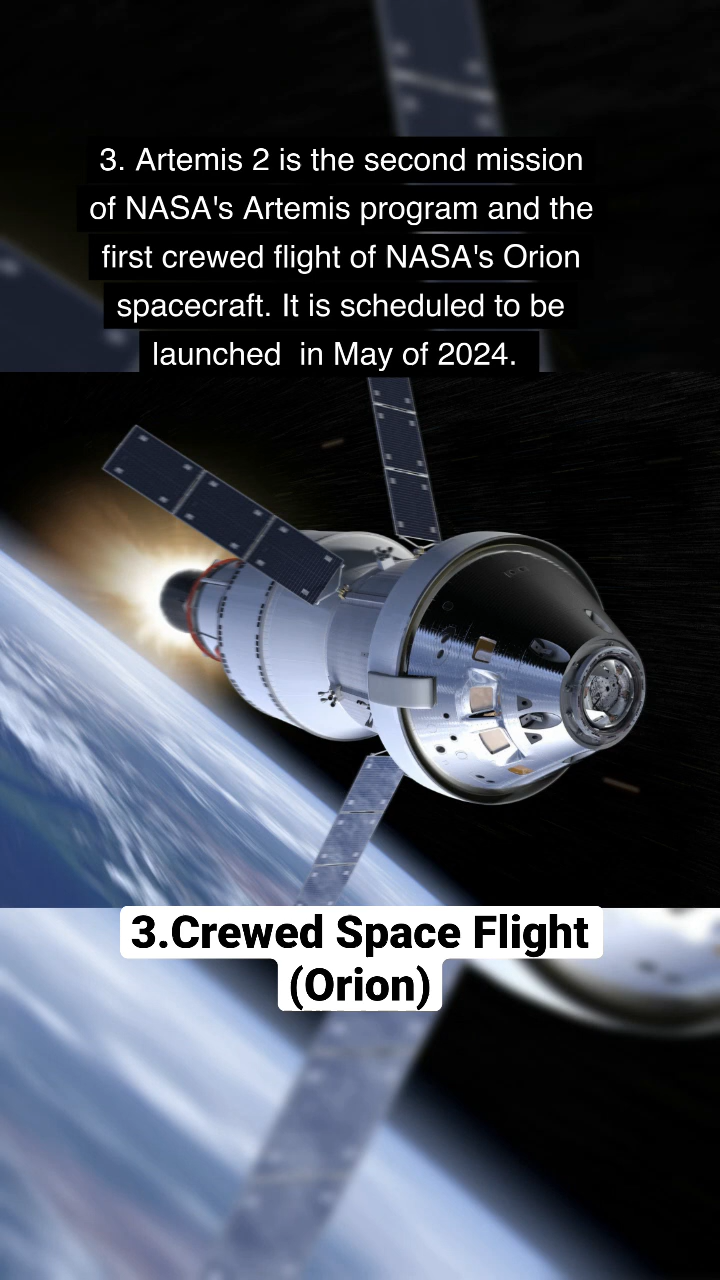 3. Artemis 2 is the second mission
of NASA's Artemis program and the
first crewed flight of NASA's Orion
spacecraft. It is scheduled to be
launched  in May of 2024.
3.Crewed Space Flight
(Orion)